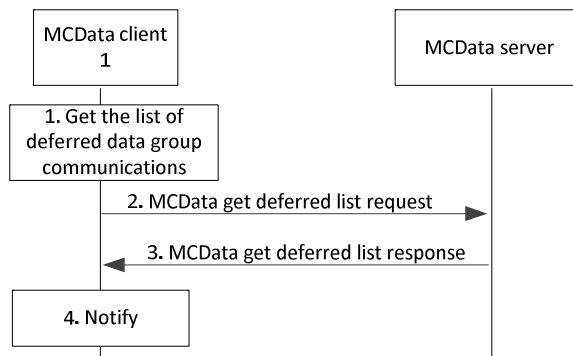 MCData client
1
MCData server
1. Get the list of
deferred data group
communications
2. MCData get deferred list request
3. MCData get deferred list response
4. Notify